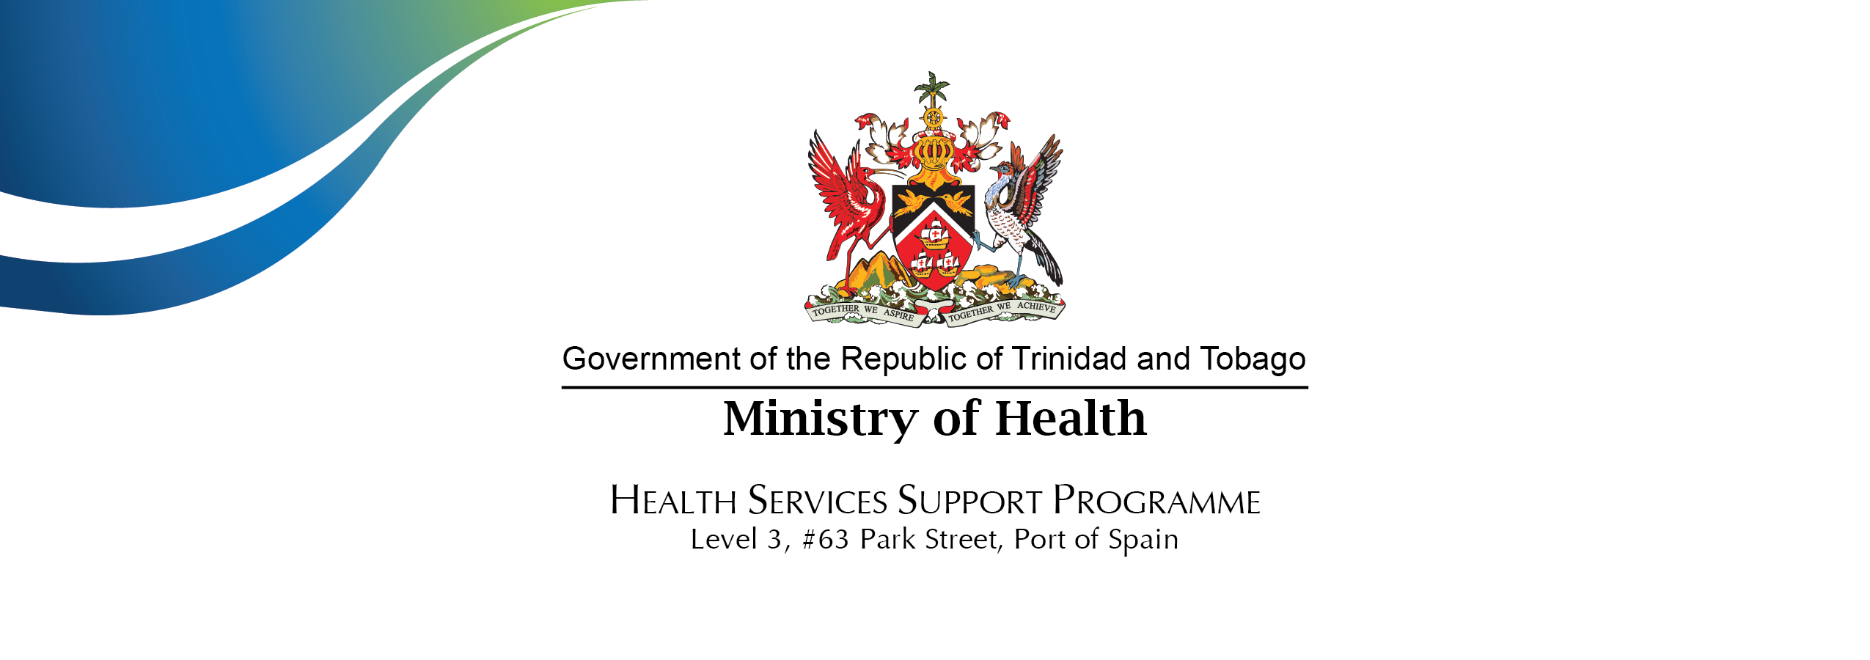 TOGETHER WE ASPIRE TOGETHER WE ACHIEVE
Government of the Republic of Trinidad and Tobago
Ministry of Health
HEALTH SERVICES SUPPORT PROGRAMME
Level 3, #63 Park Street, Port of Spain